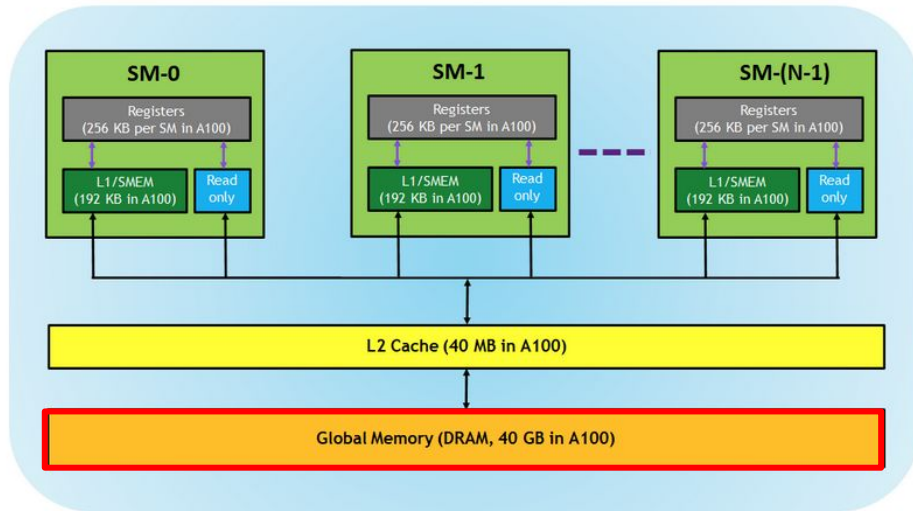 SM-0
Registers
(256 KB per SM in A100)
L1/SMEM
(192 KB in A100)
Read
only
SM-1
Registers
(256 KB per SM in A100)
L1/SMEM
(192 KB in A100)
Read
only
SM-(N-1)
Registers
(256 KB per SM in A100)
L1/SMEM
(192 KB in A100)
Read
only
L2 Cache (40 MB in A100)
Global Memory (DRAM, 40 GB in A100)